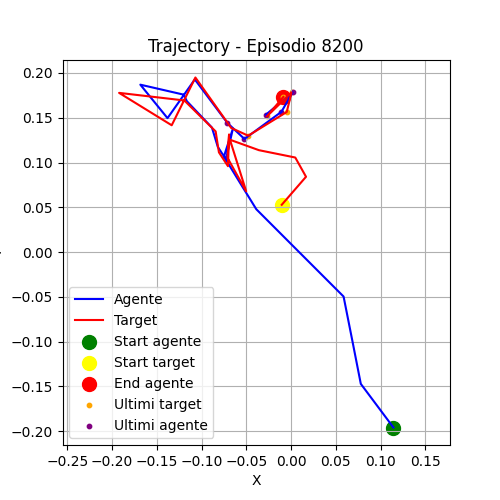 Trajectory - Episodio 8200
0.20
0.15
0.10
0.05
0.00
−0.05
−0.10
−0.15
−0.20
Agente
Target
Start agente
Start target
End agente
Ultimi target
Ultimi agente
−0.25 −0.20 −0.15 −0.10 −0.05 0.00 0.05 0.10 0.15
X